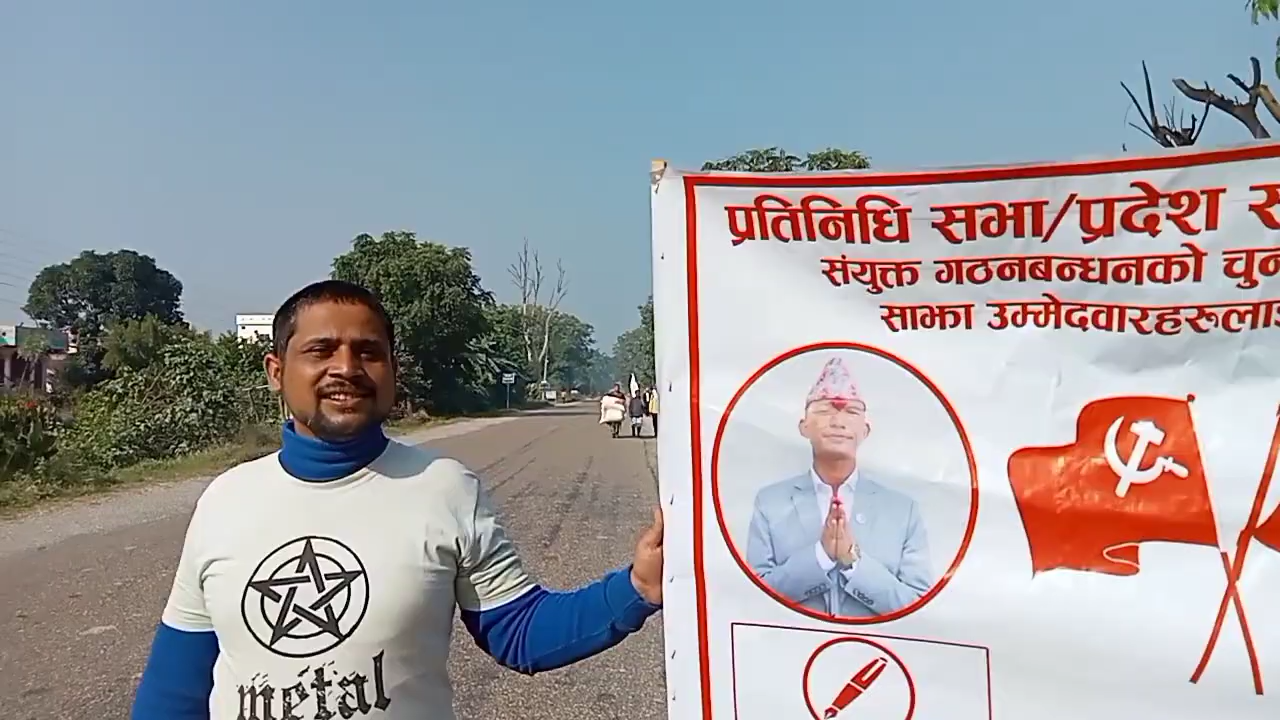 प्रतिनिधि सभा/प्रदेश
संयुक्त गठनबन्धनको
साझा उम्मेदवारहरूलाई
metal